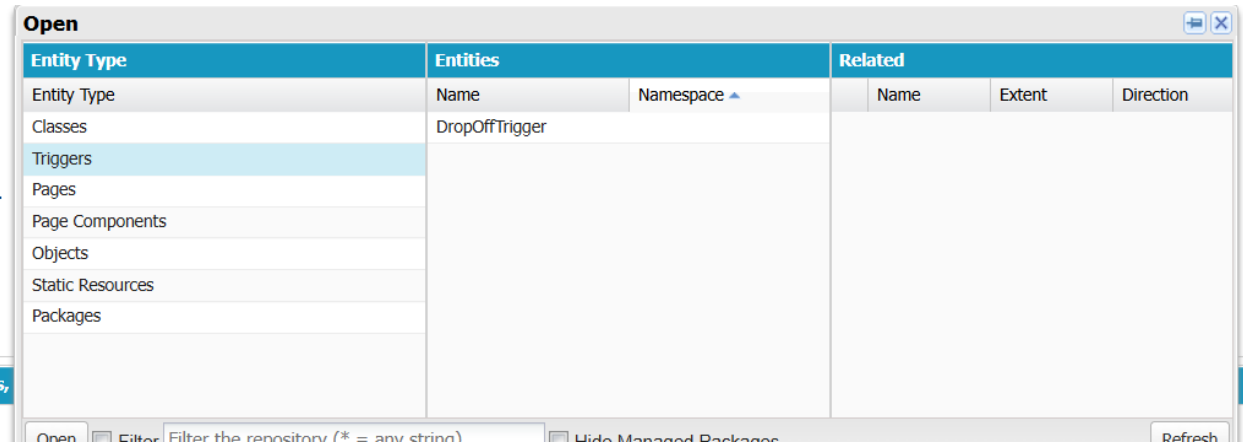 Open
Entity Type Entities Related
Entity Type Name Namespace Name Extent Direction
Classes DropOffTrigger
Triggers
Pages
Page Components
Objects
Static Resources
Packages
s,
Open Filter Filter the repository (* = any string) Hide Managed Packages Refresh